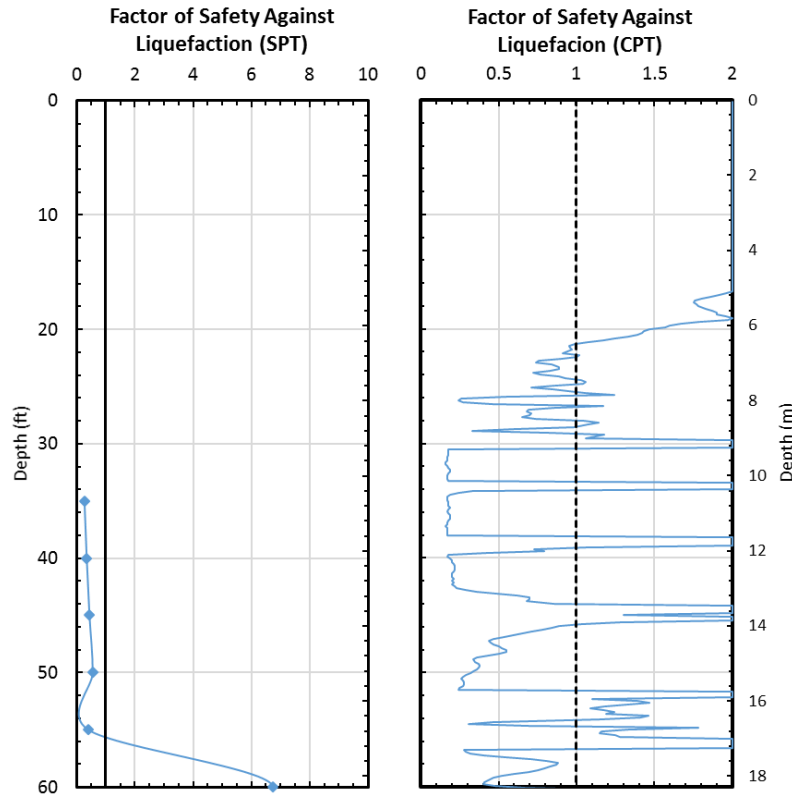 Factor of Safety Against
Liquefaction (SPT)
0 2 4 6 8 10
0
10
20
30
40
50
60
Depth (ft)
Factor of Safety Against
Liquefacion (CPT)
0 0.5 1 1.5 2
0
2
4
6
8
10
12
14
16
18
Depth (m)